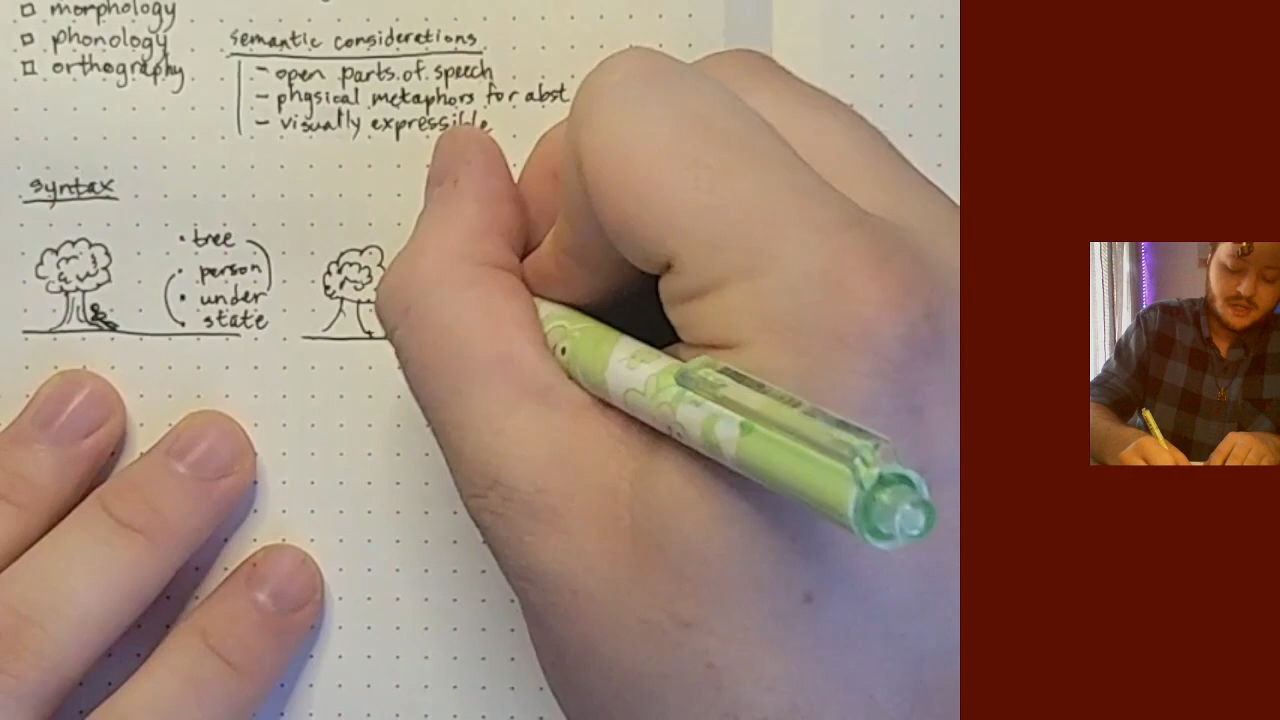 morphology
phonology
orthography
semantic considerations
- open parts of speech
- physical metaphors for abst
- visually expressible
syntax
• tree
• person
• under
state